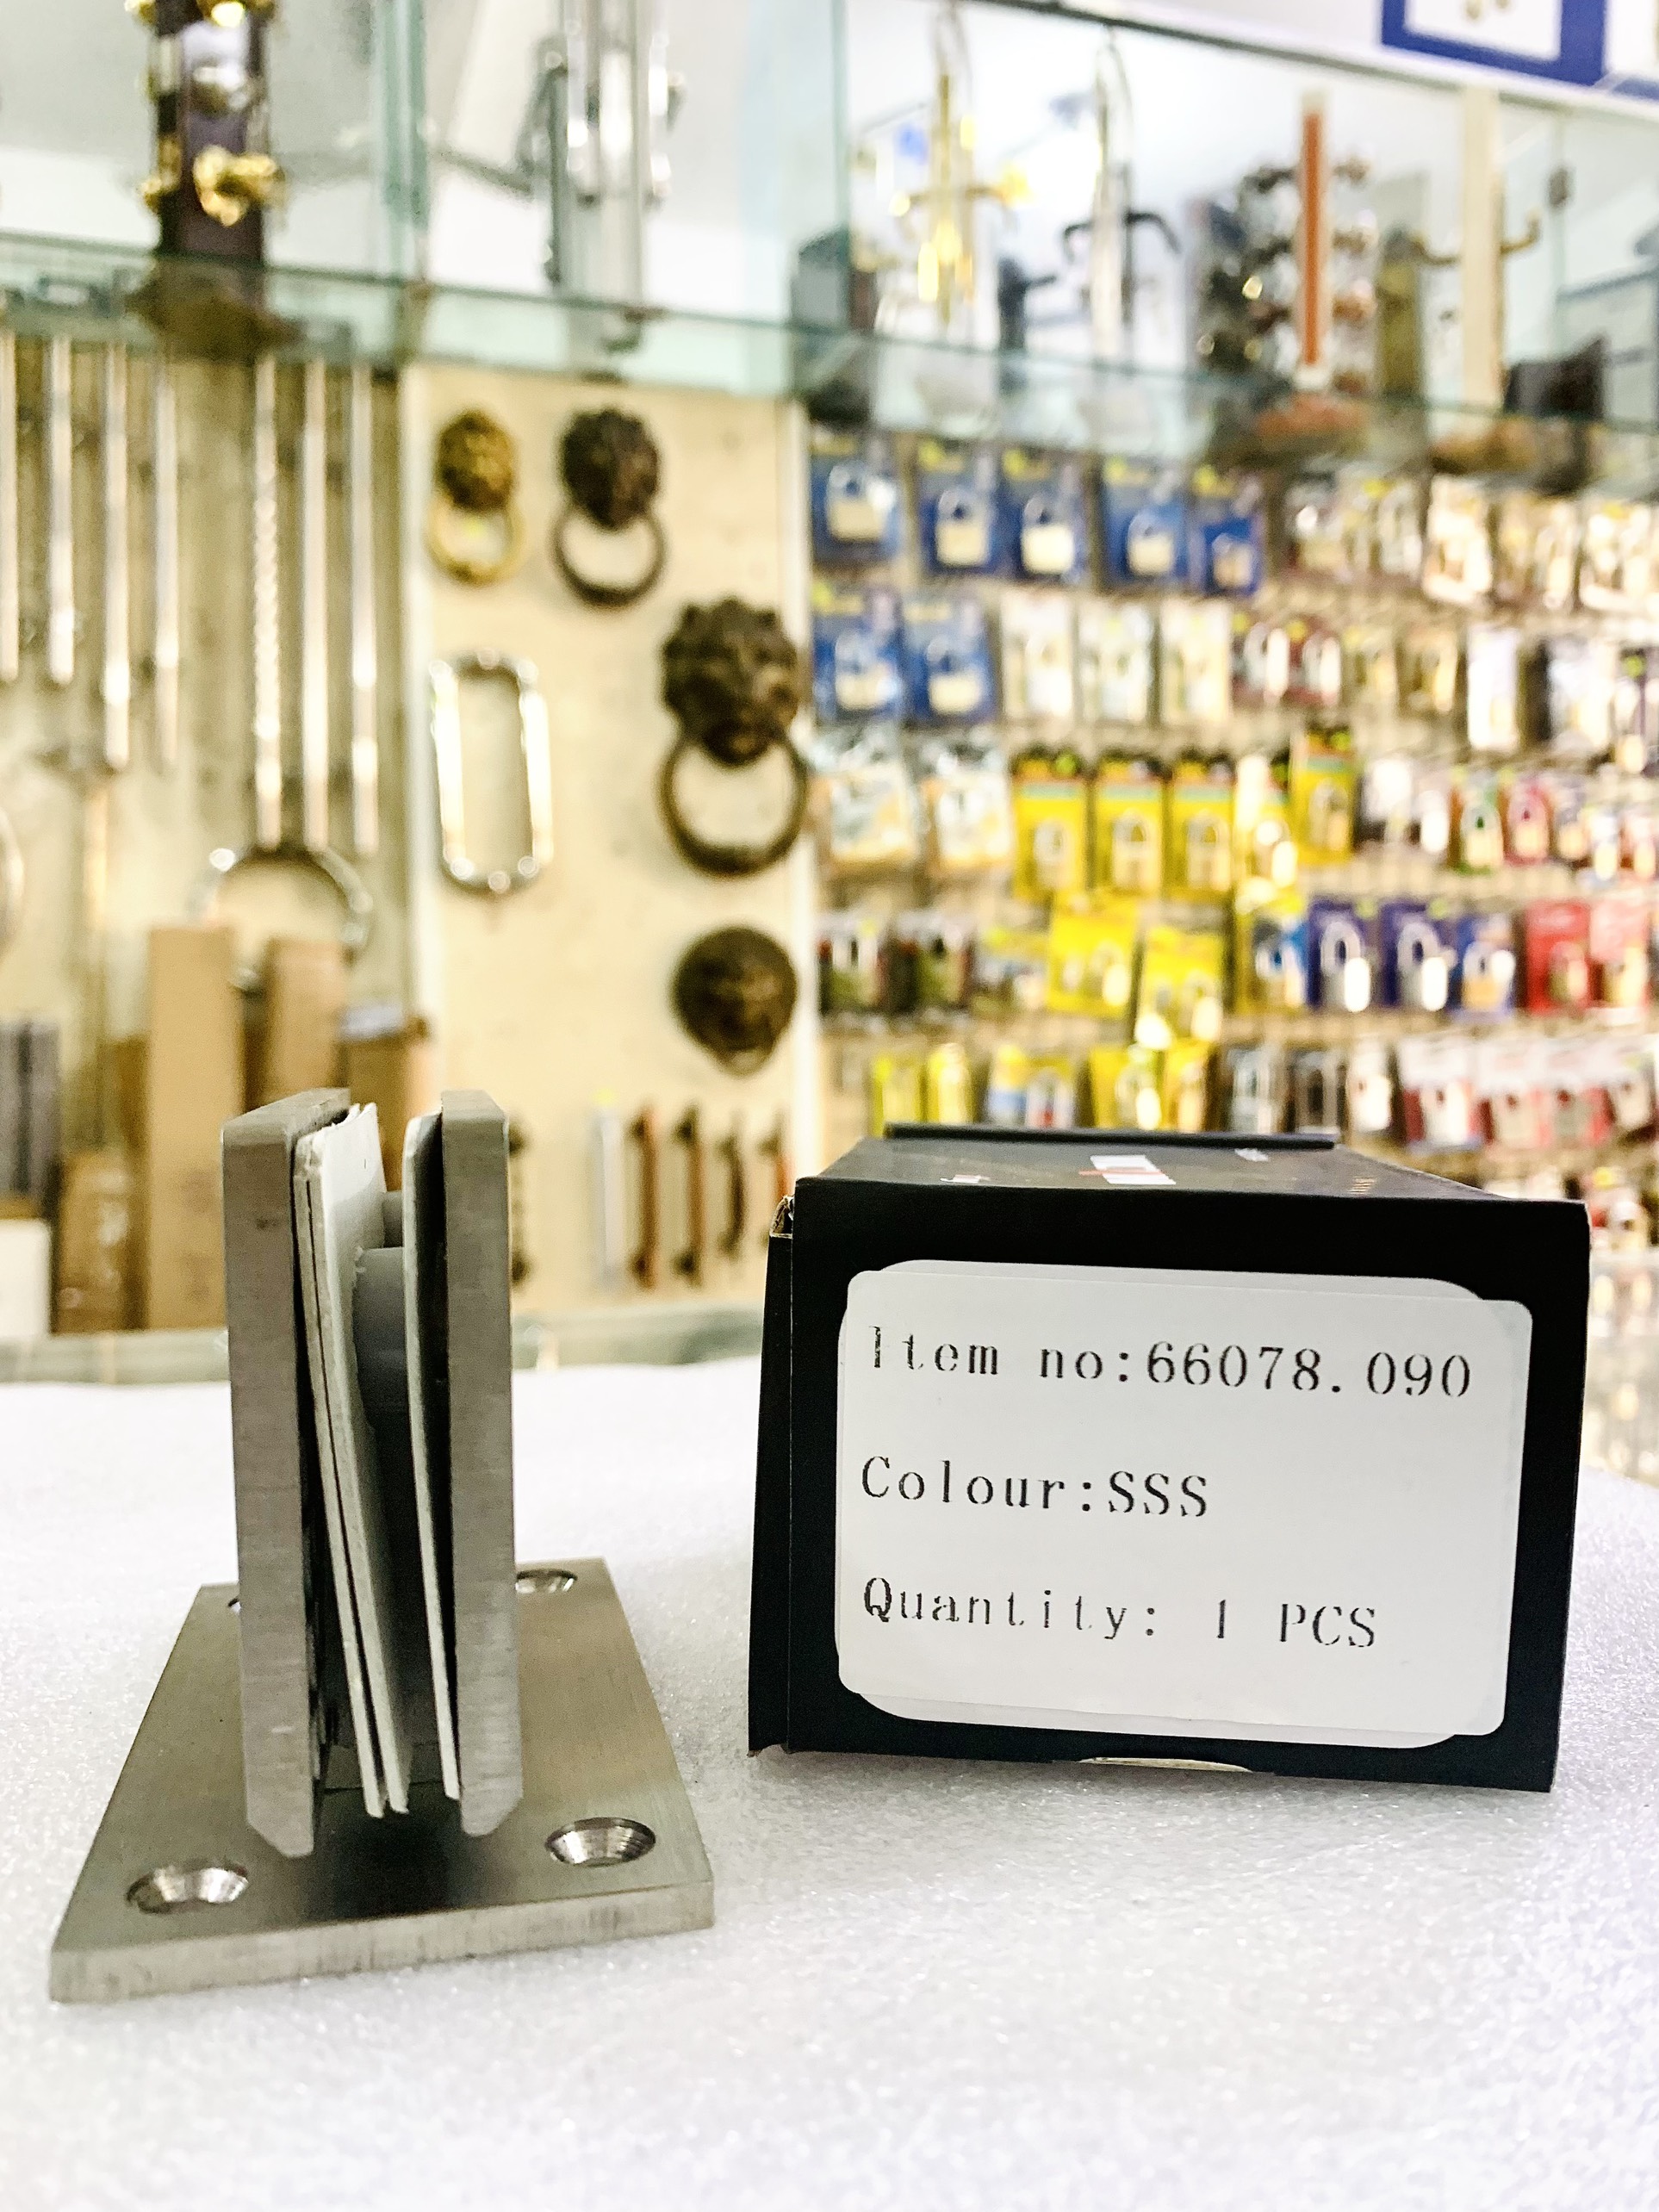 Item no:66078.090
Colour:SSS
Quantity: 1 PCS